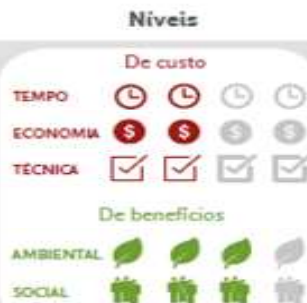 Níveis
De custo
TEMPO
ECONOMIA $ $ $ $
TÉCNICA
De benefícios
AMBIENTAL
SOCIAL